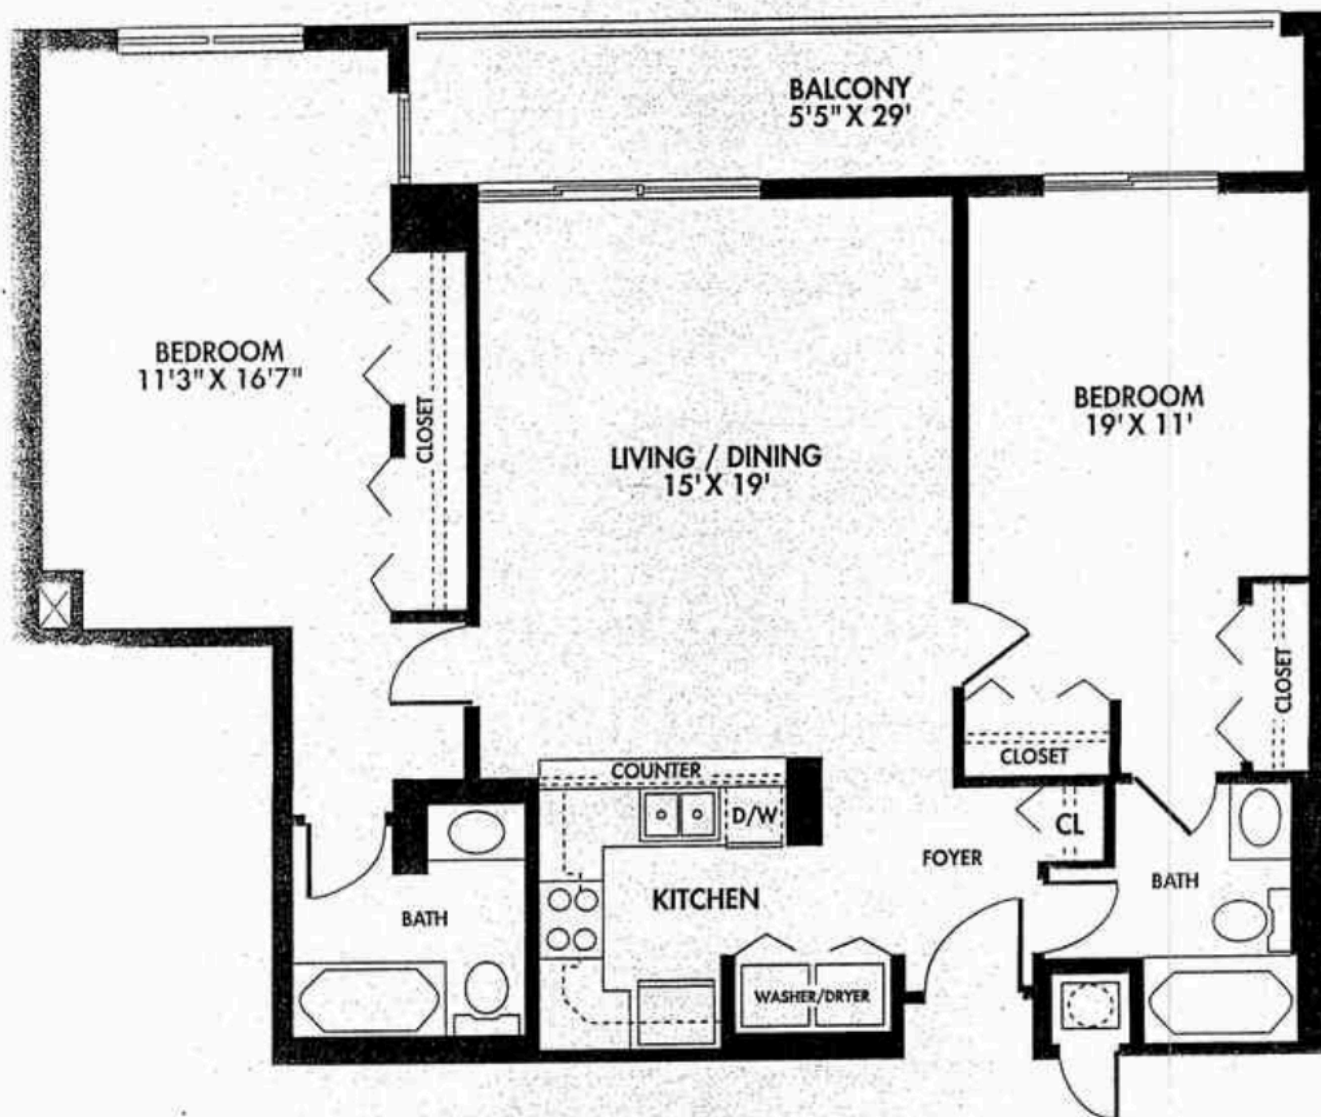 BALCONY
5'5" X 29'
BEDROOM
11'3" X 16'7"
CLOSET
LIVING / DINING
15' X 19'
BEDROOM
19' X 11'
CLOSET
CLOSET
COUNTER
D/W
CL
FOYER
BATH
KITCHEN
BATH
WASHER/DRYER